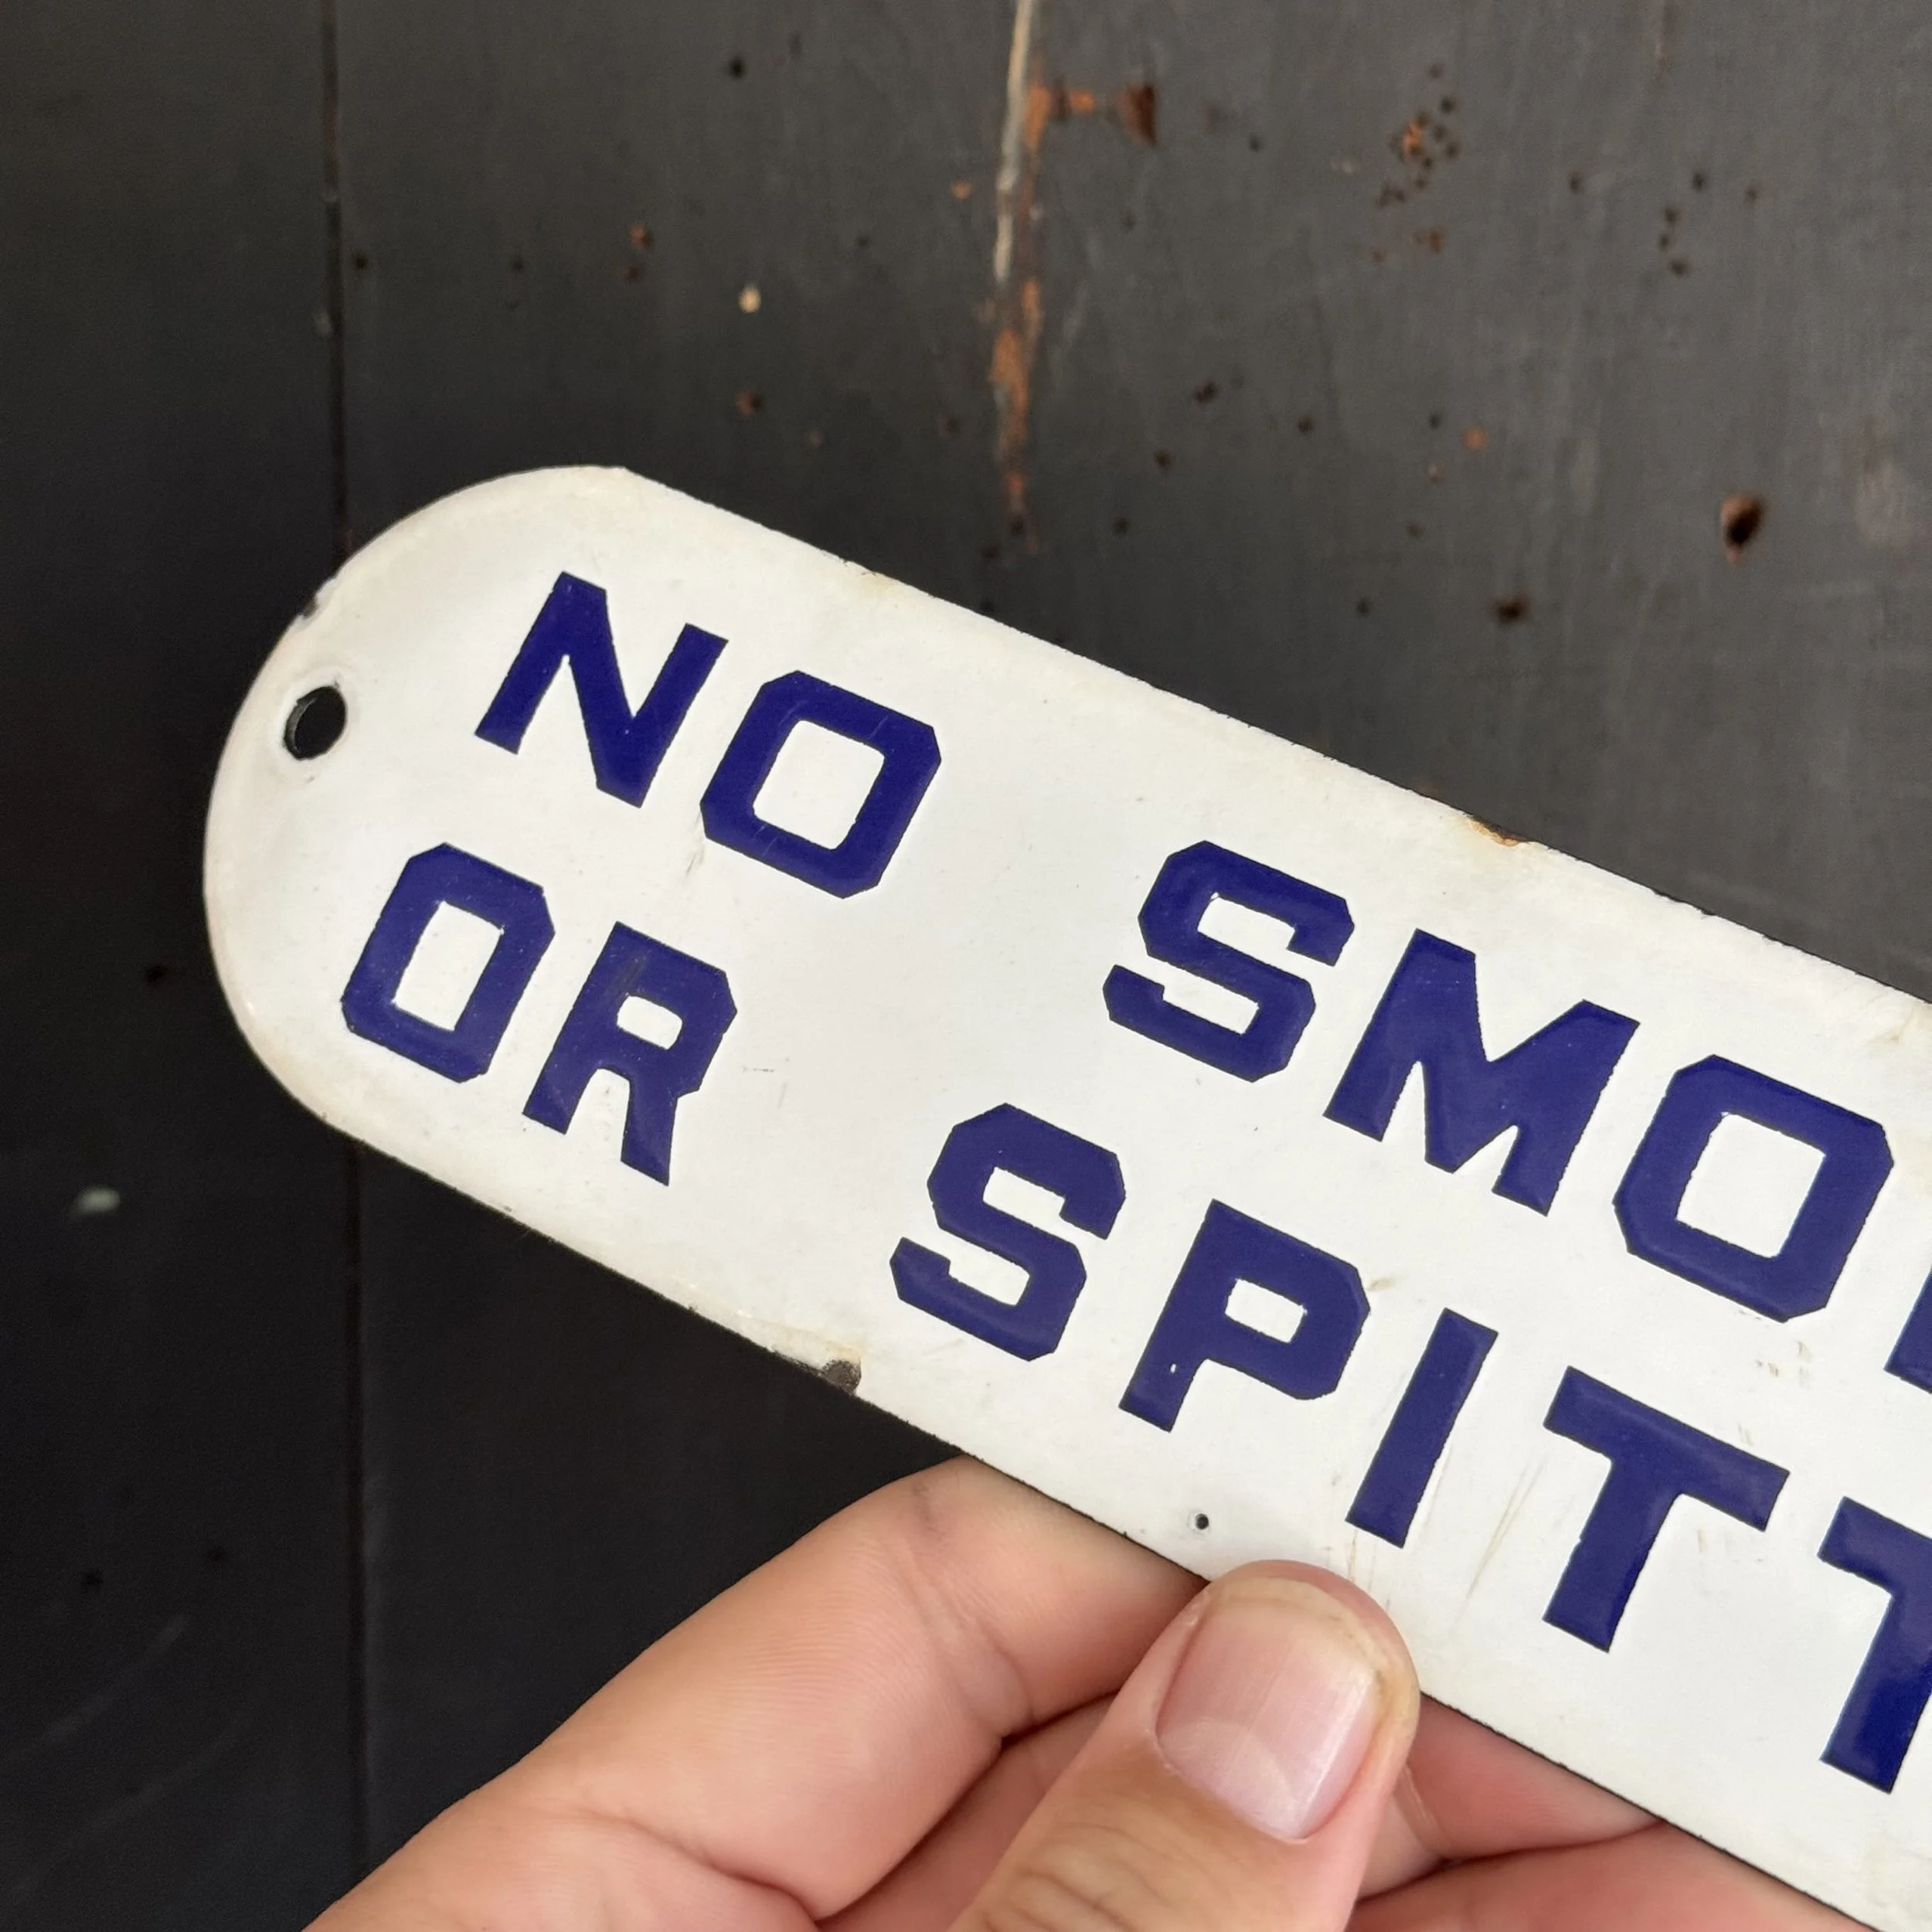 NO SMO
OR SPITT